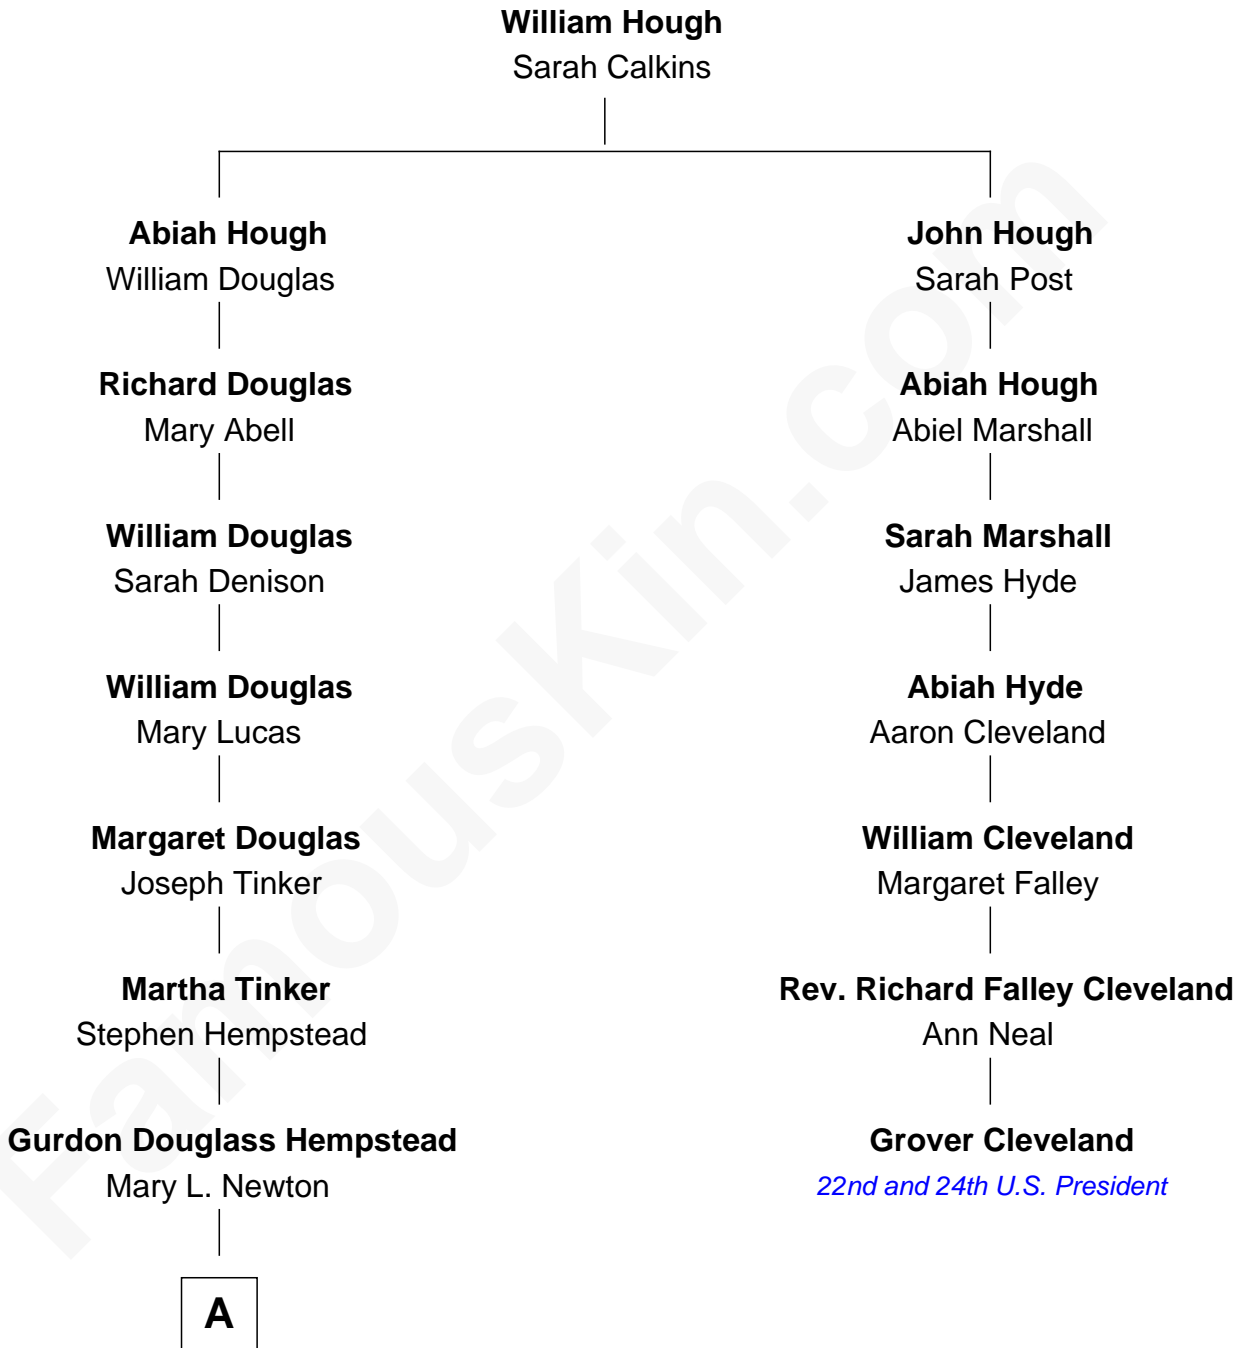 William Hough
Sarah Calkins
Abiah Hough
William Douglas
John Hough
Sarah Post
Richard Douglas
Mary Abell
Abiah Hough
Abiel Marshall
William Douglas
Sarah Denison
Sarah Marshall
James Hyde
William Douglas
Mary Lucas
Abiah Hyde
Aaron Cleveland
Margaret Douglas
Joseph Tinker
William Cleveland
Margaret Falley
Martha Tinker
Stephen Hempstead
Rev. Richard Falley Cleveland
Ann Neal
Gurdon Douglass Hempstead
Mary L. Newton
Grover Cleveland
22nd and 24th U.S. President
A
FamousKin.com